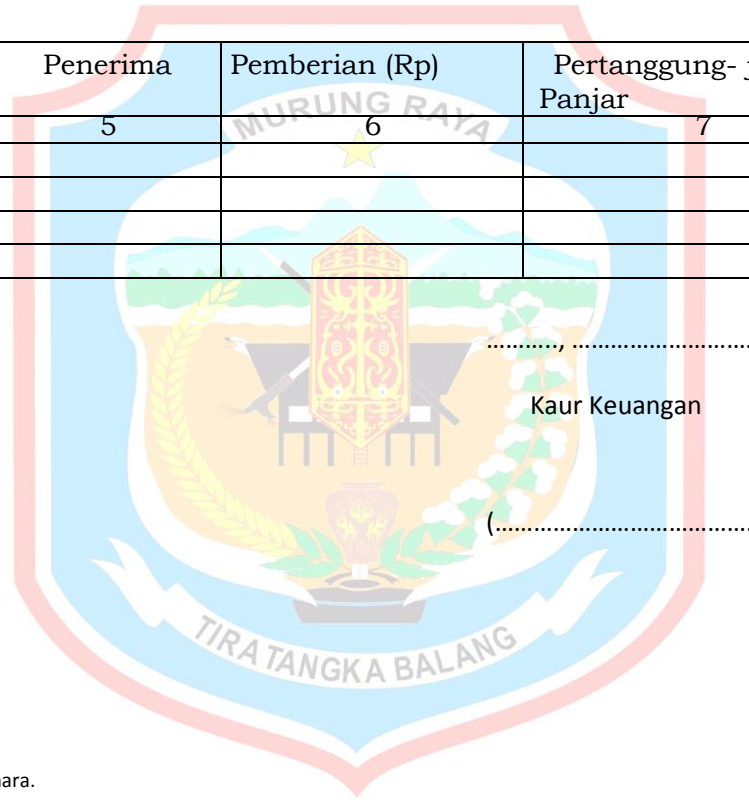 Penerima Pemberian (Rp) Pertanggung-
Panjar
5 6 7
MURUNG RAYA
..........., ..............................
Kaur Keuangan
(.......................................
TIRA TANGKA BALANG
ara.